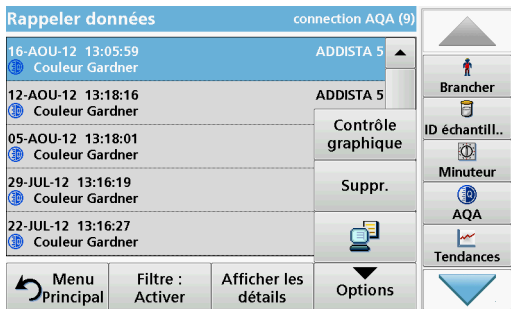 Rappeler données
connection AQA (9)
16-AOU-12 13:05:59
ADDISTA 5
Couleur Gardner
12-AOU-12 13:18:16
ADDISTA 5
Couleur Gardner
05-AOU-12 13:18:01
Couleur Gardner
29-JUL-12 13:16:19
Couleur Gardner
22-JUL-12 13:16:27
Couleur Gardner
Contrôle
graphique
Suppr.
Menu
Principal
Filtre :
Activer
Afficher les
détails
Options
Brancher
ID échantill..
Minuteur
AQA
Tendances